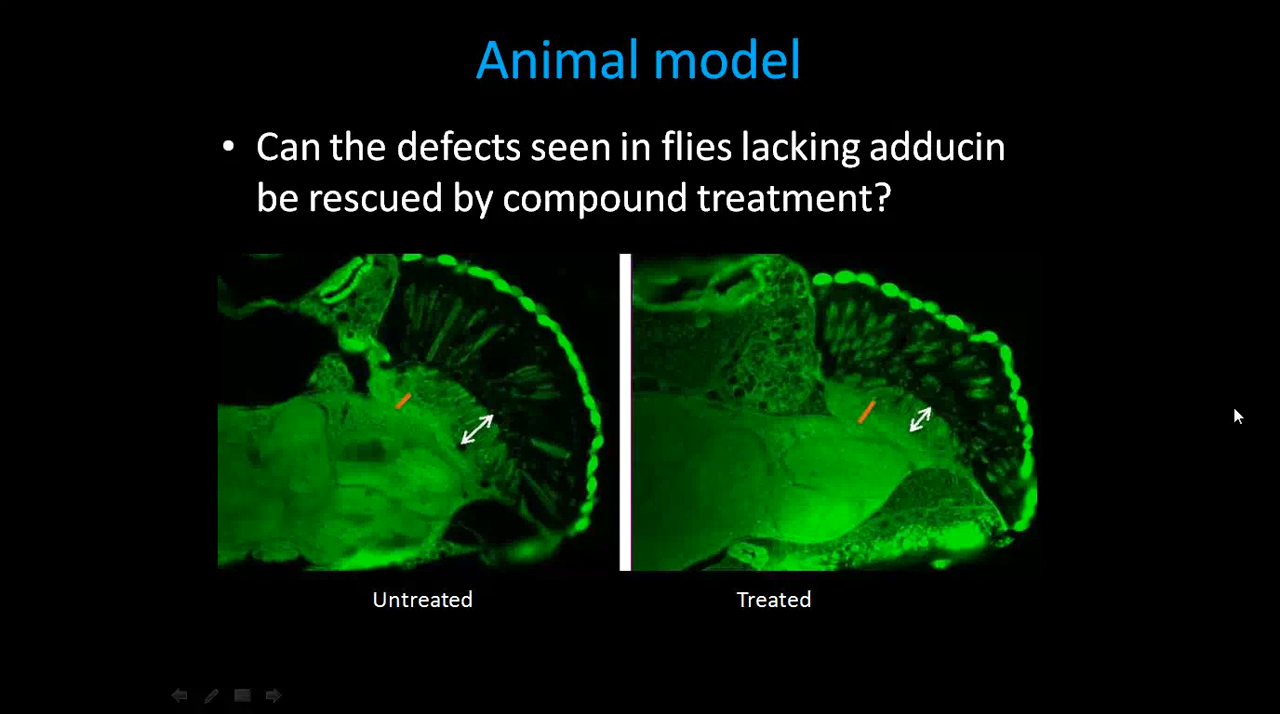 Animal model
• Can the defects seen in flies lacking adducin
be rescued by compound treatment?
Untreated
Treated